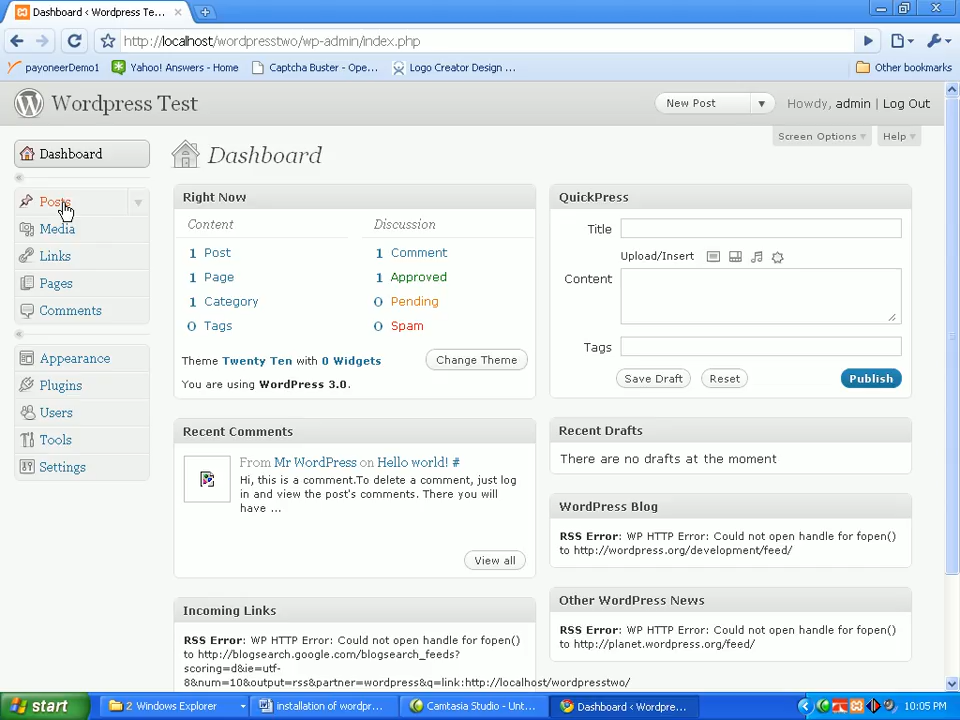 Dashboard ‹ Wordpress Te...
http://localhost/wordpresstwo/wp-admin/index.php
payoneerDemo1
Yahoo! Answers - Home
Captcha Buster - Ope...
Logo Creator Design ...
Other bookmarks
Wordpress Test
New Post
Howdy, admin | Log Out
Screen Options
Help
Dashboard
Posts
Media
Links
Pages
Comments
Appearance
Plugins
Users
Tools
Settings
Dashboard
Right Now
Content
Discussion
1 Post
1 Comment
1 Page
1 Approved
1 Category
0 Pending
0 Tags
0 Spam
Theme Twenty Ten with 0 Widgets
Change Theme
You are using WordPress 3.0.
QuickPress
Title
Upload/Insert
Content
Tags
Save Draft
Reset
Publish
Recent Comments
From Mr WordPress on Hello world! #
Hi, this is a comment.To delete a comment, just log
in and view the post's comments. There you will
have ...
View all
Recent Drafts
There are no drafts at the moment
WordPress Blog
RSS Error: WP HTTP Error: Could not open handle for fopen()
to http://wordpress.org/development/feed/
Incoming Links
RSS Error: WP HTTP Error: Could not open handle for fopen()
to http://blogsearch.google.com/blogsearch_feeds?
scoring=d&ie=utf-
8&num=10&output=rss&partner=wordpress&q=link:http://localhost/wordpresstwo/
Other WordPress News
RSS Error: WP HTTP Error: Could not open handle for fopen()
to http://planet.wordpress.org/feed/
start
2 Windows Explorer
installation of wordpr...
Camtasia Studio - Unt...
Dashboard ‹ Wordpre...
10:05 PM